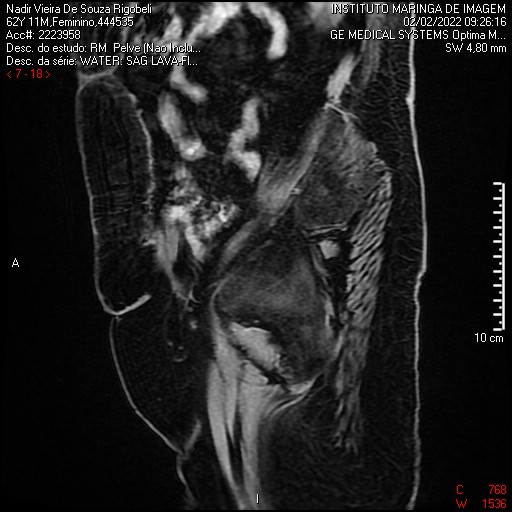 Nadir Vieira De Souza Rigobeli
62Y 11M,Feminino,444535
Acc#: 2223958
Desc. do estudo: RM Pelve (Nao Inclu...
Desc. da série: WATER: SAG LAVA-Fl...
< 7 - 18 >
INSTITUTO MARINGA DE IMAGEM
02/02/2022 09:26:16
GE MEDICAL SYSTEMS Optima M...
SW 4,80 mm
A
10 cm
I
C 768
W 1536